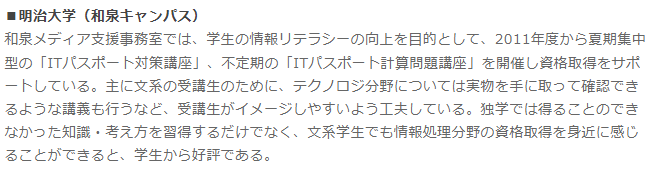 ■明治大学（和泉キャンパス）
和泉メディア支援事務室では、学生の情報リテラシーの向上を目的として、2011年度から夏期集中
型の「ITパスポート対策講座」、不定期の「ITパスポート計算問題講座」を開催し資格取得をサポ
ートしている。主に文系の受講生のために、テクノロジ分野については実物を手に取って確認でき
るような講義も行うなど、受講生がイメージしやすいよう工夫している。独学では得ることのでき
なかった知識・考え方を習得するだけでなく、文系学生でも情報処理分野の資格取得を身近に感じ
ることができると、学生から好評である。